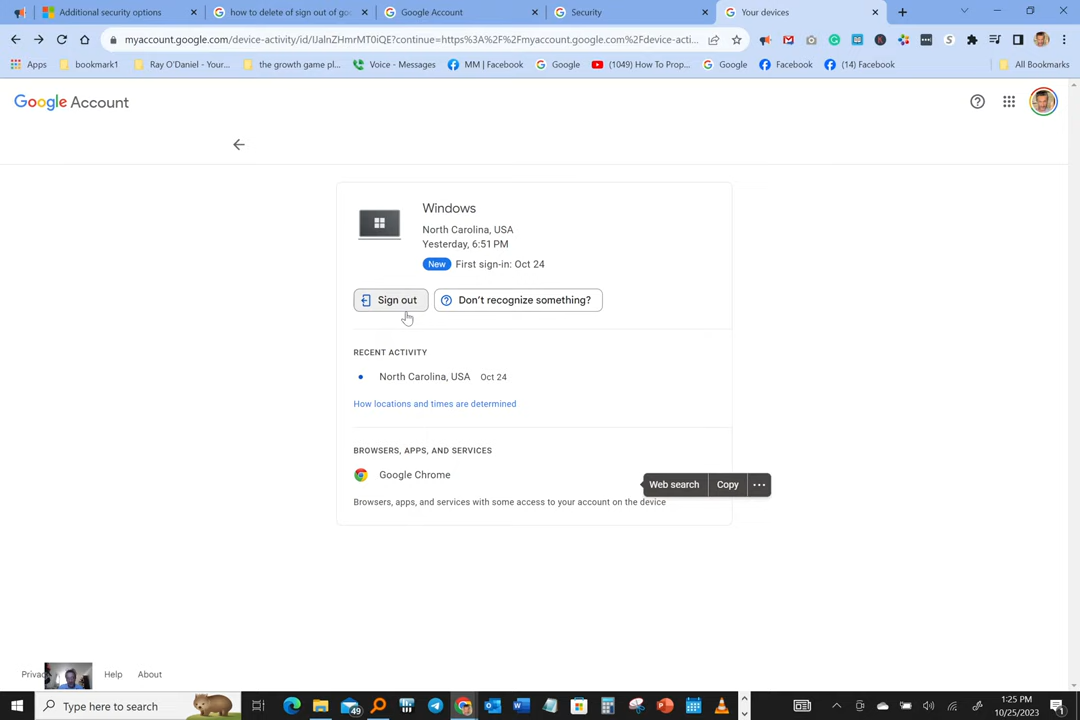 Additional security options
how to delete of sign out of go
Google Account
Security
Your devices
myaccount.google.com/device-activity/id/IJalnZHmrMT0iQE?continue=https%3A%2F%2Fmyaccount.google.com%2Fdevice-acti...
Apps
bookmark1
Ray O'Daniel - Your...
the growth game pl...
Voice - Messages
MM | Facebook
Google
(1049) How To Prop...
Google
Facebook
(14) Facebook
All Bookmarks
Google Account
Windows
North Carolina, USA
Yesterday, 6:51 PM
New First sign-in: Oct 24
Sign out
Don't recognize something?
RECENT ACTIVITY
North Carolina, USA Oct 24
How locations and times are determined
BROWSERS, APPS, AND SERVICES
Google Chrome
Web search Copy ...
Browsers, apps, and services with some access to your account on the device
Privac
Help
About
Type here to search
49
1:25 PM
10/25/2023
1